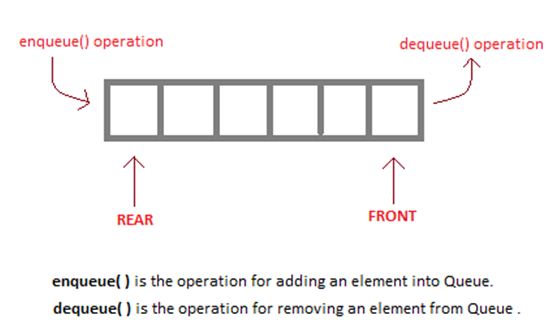 enqueue() operation
dequeue() operation
REAR
FRONT
enqueue( ) is the operation for adding an element into Queue.
dequeue( ) is the operation for removing an element from Queue .